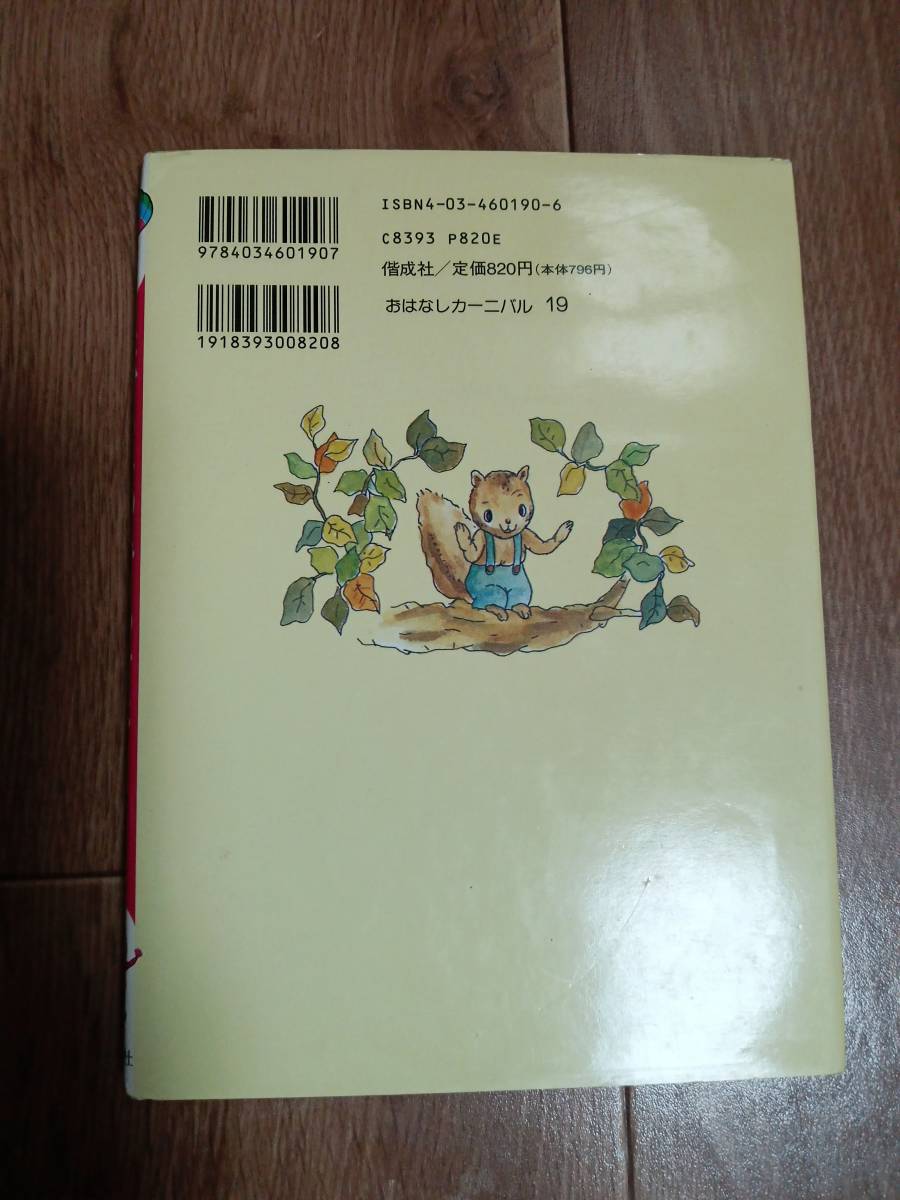 ISBN4-03-460190-6
9784034601907
C8393 P820E
偕成社／定価820円（本体796円）
おはなしカーニバル 19
1918393008208
社